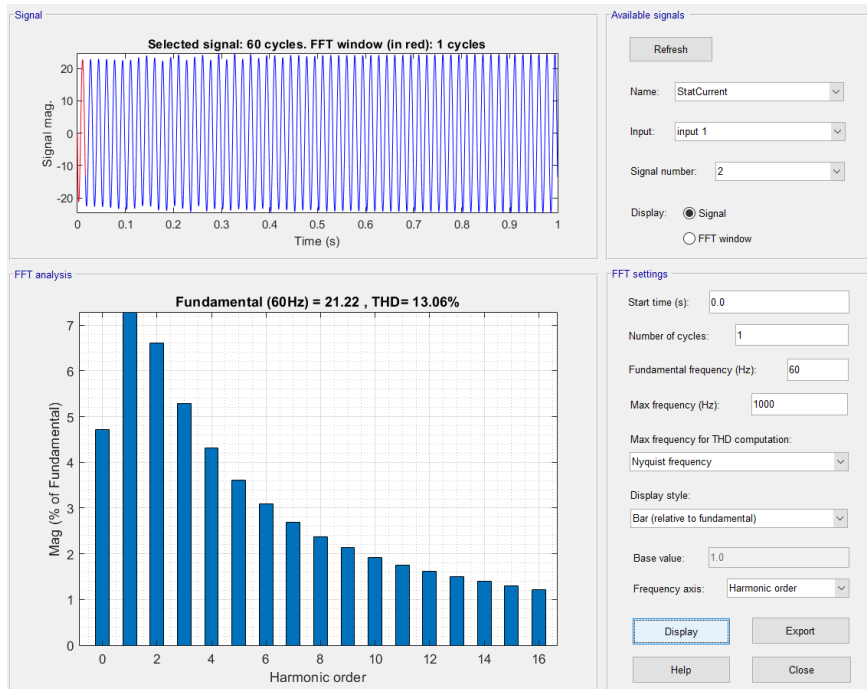 Signal
Selected signal: 60 cycles. FFT window (in red): 1 cycles
Signal mag.
20
10
0
-10
-20
0 0.1 0.2 0.3 0.4 0.5 0.6 0.7 0.8 0.9 1
Time (s)
FFT analysis
Fundamental (60Hz) = 21.22 , THD= 13.06%
Mag (% of Fundamental)
7
6
5
4
3
2
1
0
0 2 4 6 8 10 12 14 16
Harmonic order
Available signals
Refresh
Name: StatCurrent
Input: input 1
Signal number: 2
Display: Signal
FFT window
FFT settings
Start time (s): 0.0
Number of cycles: 1
Fundamental frequency (Hz): 60
Max frequency (Hz): 1000
Max frequency for THD computation:
Nyquist frequency
Display style:
Bar (relative to fundamental)
Base value: 1.0
Frequency axis: Harmonic order
Display Export
Help Close